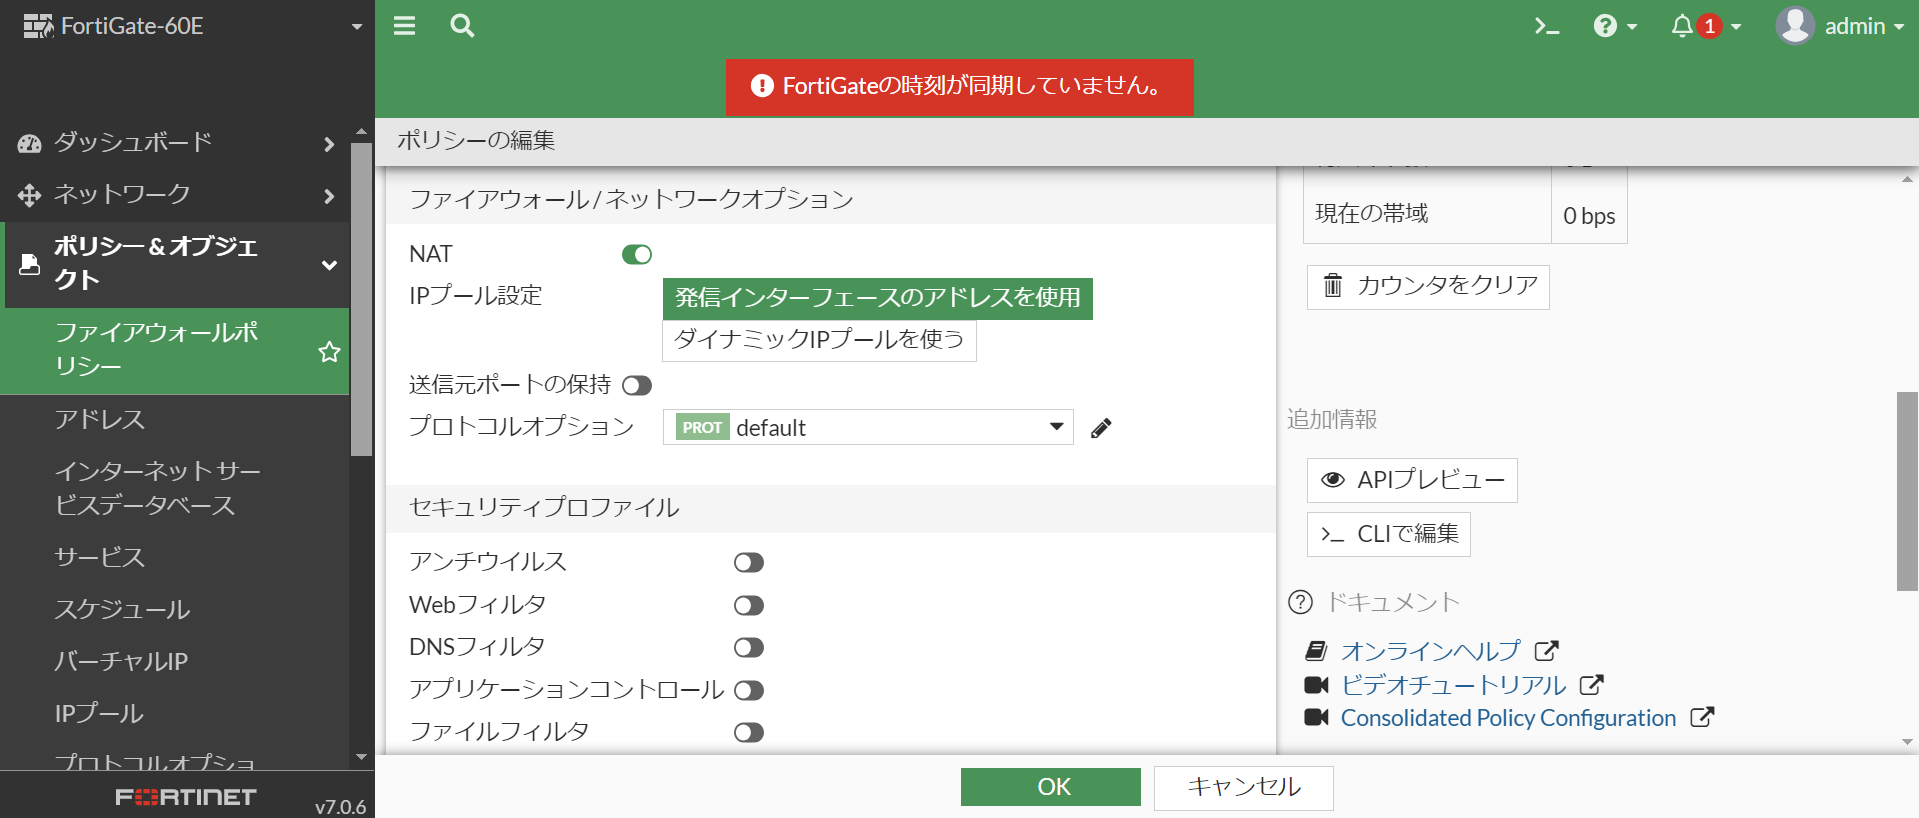 FortiGate-60E
1
admin
FortiGateの時刻が同期していません。
ダッシュボード
ネットワーク
ポリシー & オブジェ
クト
ファイアウォールポ
リシー
アドレス
インターネット サー
ビスデータベース
サービス
スケジュール
バーチャルIP
IPプール
プロトコルオプショ
FORTINET
v7.0.6
ポリシーの編集
ファイアウォール / ネットワークオプション
NAT
IPプール設定
発信インターフェースのアドレスを使用
ダイナミックIPプールを使う
送信元ポートの保持
プロトコルオプション
PROT default
セキュリティプロファイル
アンチウイルス
Webフィルタ
DNSフィルタ
アプリケーションコントロール
ファイルフィルタ
現在の帯域
0 bps
カウンタをクリア
追加情報
APIプレビュー
CLIで編集
ドキュメント
オンラインヘルプ
ビデオチュートリアル
Consolidated Policy Configuration
OK
キャンセル